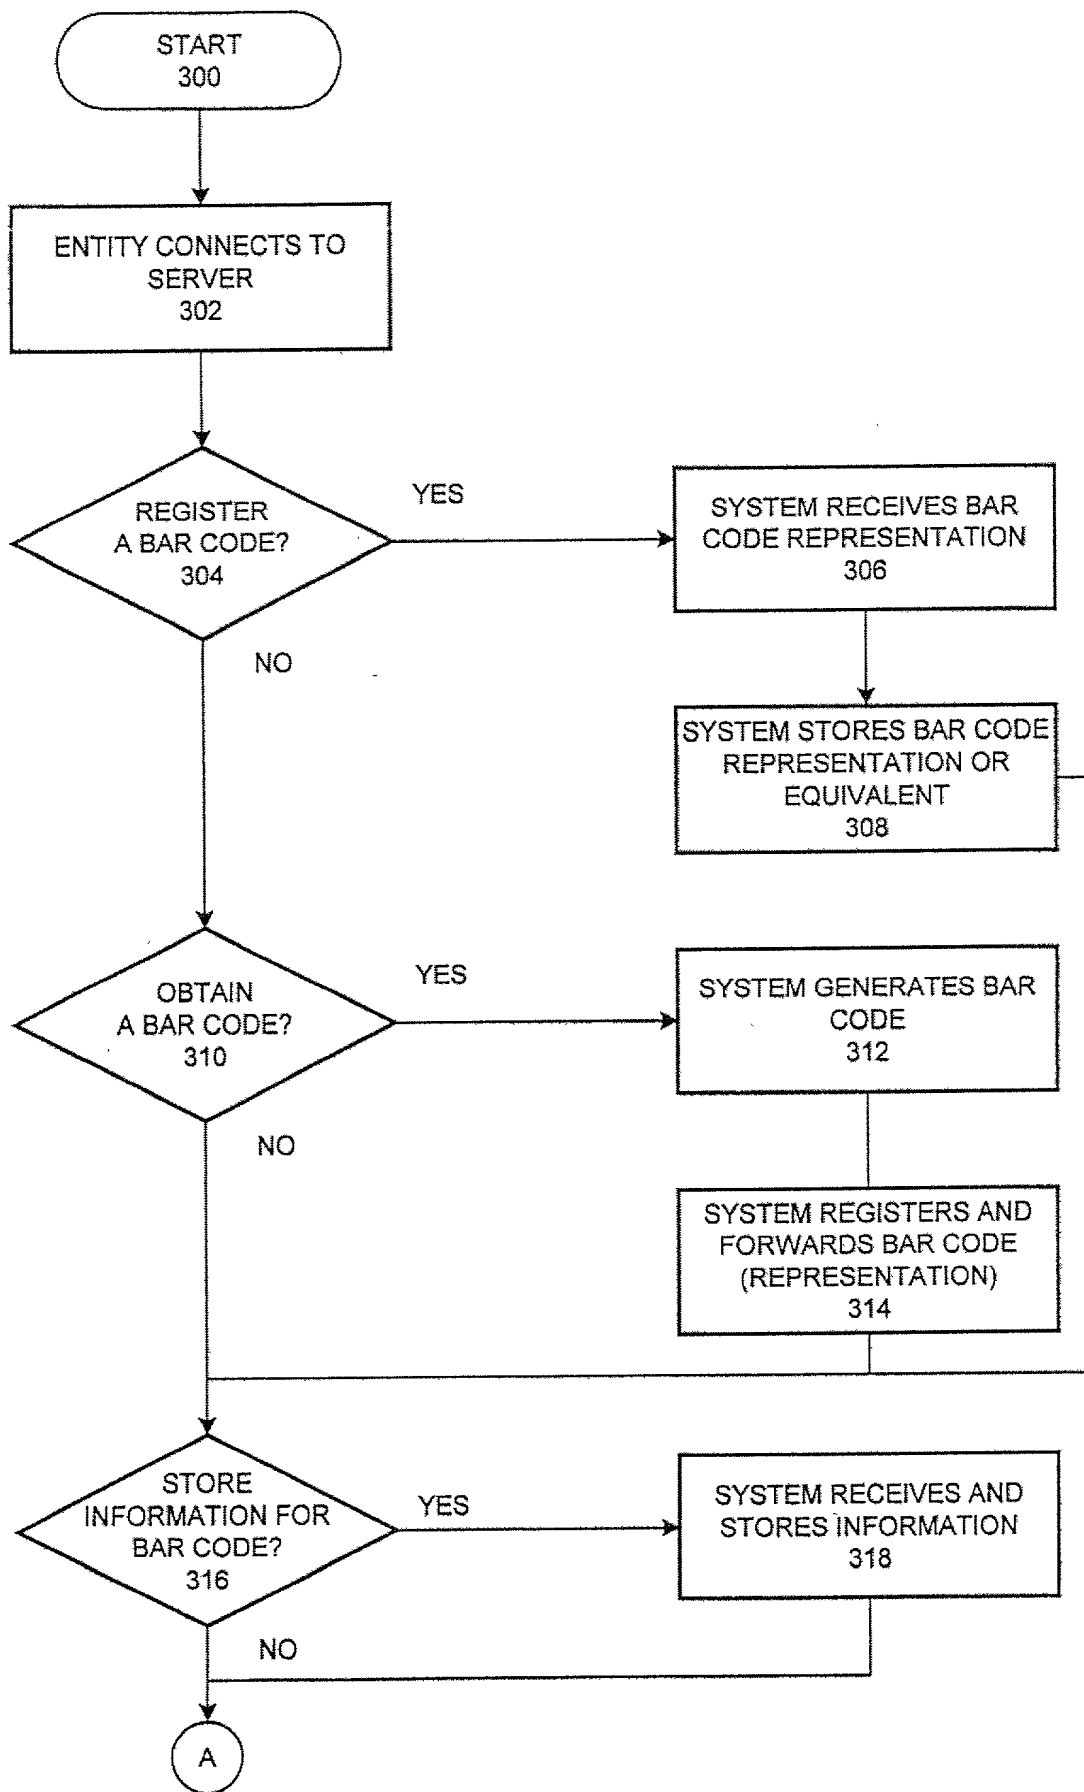 START
300
ENTITY CONNECTS TO
SERVER
302
REGISTER
A BAR CODE?
304
YES
NO
SYSTEM RECEIVES BAR
CODE REPRESENTATION
306
SYSTEM STORES BAR CODE
REPRESENTATION OR
EQUIVALENT
308
OBTAIN
A BAR CODE?
310
YES
NO
SYSTEM GENERATES BAR
CODE
312
SYSTEM REGISTERS AND
FORWARDS BAR CODE
(REPRESENTATION)
314
STORE
INFORMATION FOR
BAR CODE?
316
YES
NO
SYSTEM RECEIVES AND
STORES INFORMATION
318
A